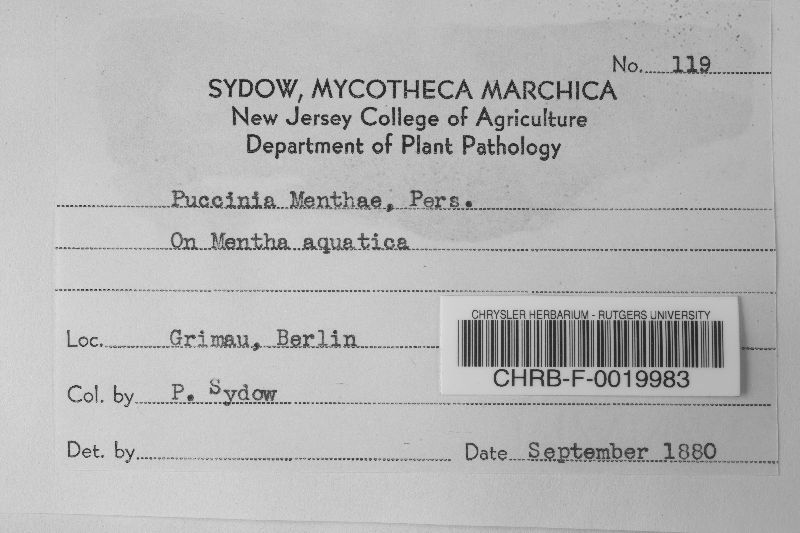 No. 119
SYDOW, MYCOTHECA MARCHICA
New Jersey College of Agriculture
Department of Plant Pathology
Puccinia Menthae, Pers.
On Mentha aquatica
Loc. Grimau, Berlin
CHRYSLER HERBARIUM - RUTGERS UNIVERSITY
CHRB-F-0019983
Col. by P. Sydow
Det. by
Date September 1880